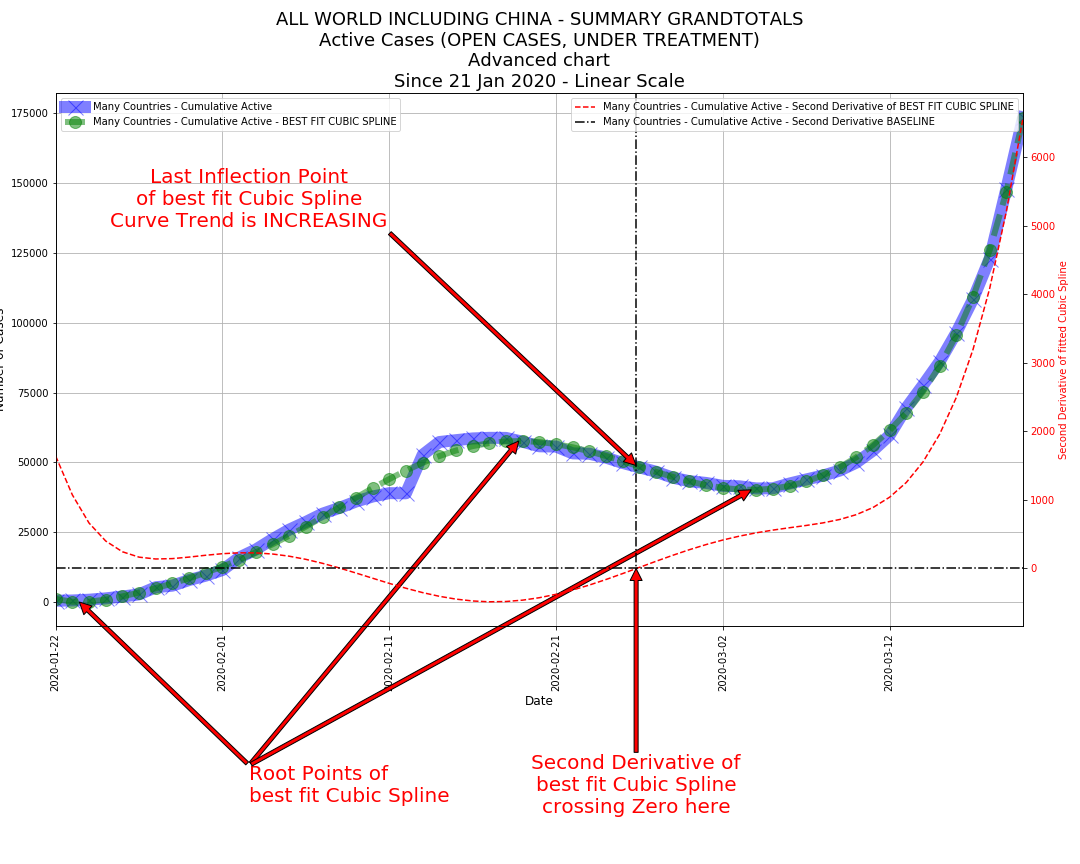 ALL WORLD INCLUDING CHINA - SUMMARY GRANDTOTALS
Active Cases (OPEN CASES, UNDER TREATMENT)
Advanced chart
Since 21 Jan 2020 - Linear Scale
Many Countries - Cumulative Active
Many Countries - Cumulative Active - BEST FIT CUBIC SPLINE
Many Countries - Cumulative Active - Second Derivative of BEST FIT CUBIC SPLINE
Many Countries - Cumulative Active - Second Derivative BASELINE
175000
150000
125000
100000
75000
50000
25000
0
Number of Cases
Last Inflection Point
of best fit Cubic Spline
Curve Trend is INCREASING
6000
5000
4000
3000
2000
1000
0
Second Derivative of fitted Cubic Spline
2020-01-22
2020-02-01
2020-02-11
2020-02-21
2020-03-02
2020-03-12
Date
Root Points of
best fit Cubic Spline
Second Derivative of
best fit Cubic Spline
crossing Zero here